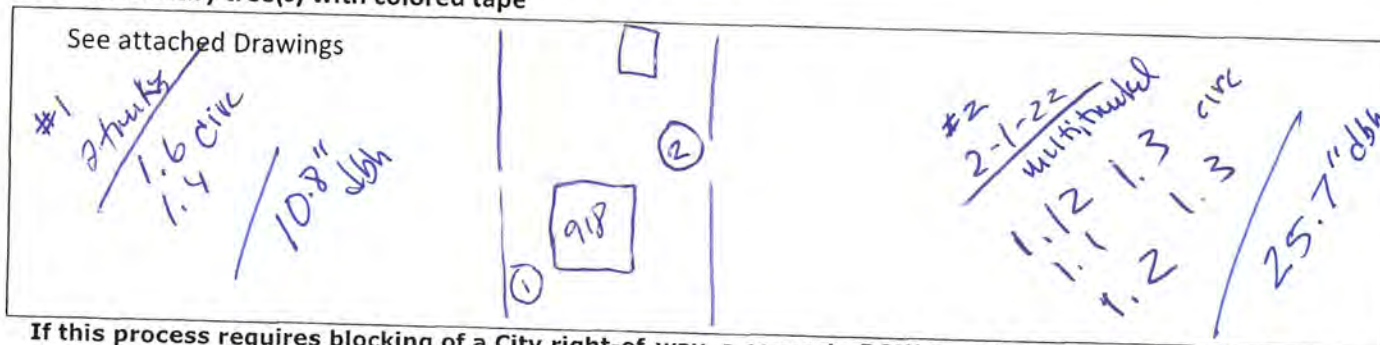 tree(s) with colored tape
See attached Drawings
#1
2 trunks
1.6 circ
1.4
10.8" dbh
2
918
1
#2
2-1-22
multitrunked
1.12 1.3 circ
1.1 1.3
1.2
25.7" dbh
If this process requires blocking of a City right-of-way